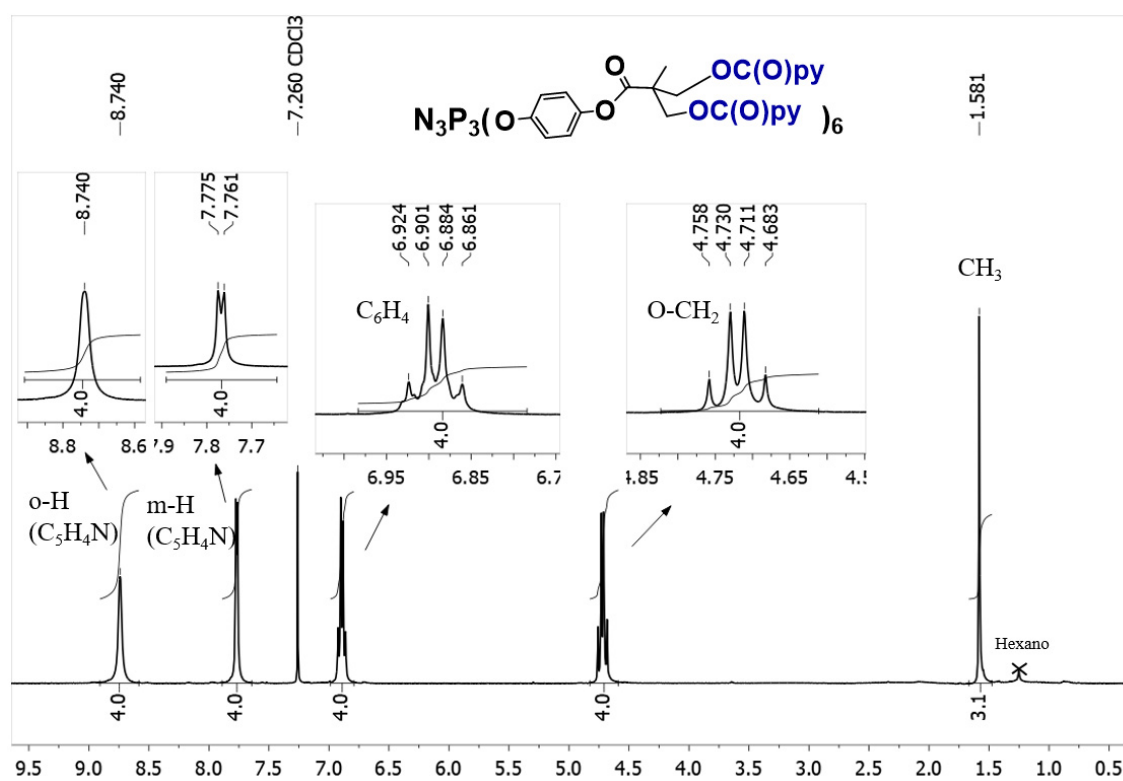 8.740
7.260 CDCl3
1.581
O
OC(O)py
OC(O)py
N₃P₃( O
O
)₆
8.740
7.775
7.761
6.924
6.901
6.884
6.861
4.758
4.730
4.711
4.683
CH₃
C₆H₄
O-CH₂
4.0
4.0
4.0
4.0
8.8
8.6
7.9
7.8
7.7
6.95
6.85
6.7
4.85
4.75
4.65
4.5
o-H
(C₅H₄N)
m-H
(C₅H₄N)
Hexano
4.0
4.0
4.0
4.0
3.1
9.5 9.0 8.5 8.0 7.5 7.0 6.5 6.0 5.5 5.0 4.5 4.0 3.5 3.0 2.5 2.0 1.5 1.0 0.5